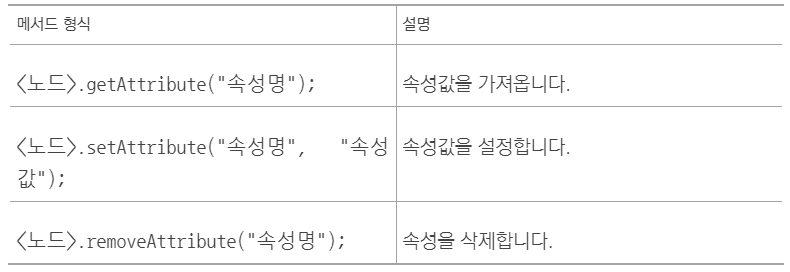 메서드 형식 설명
<노드>.getAttribute("속성명"); 속성값을 가져옵니다.
<노드>.setAttribute("속성명", "속성 속성값을 설정합니다.
값");
<노드>.removeAttribute("속성명"); 속성을 삭제합니다.